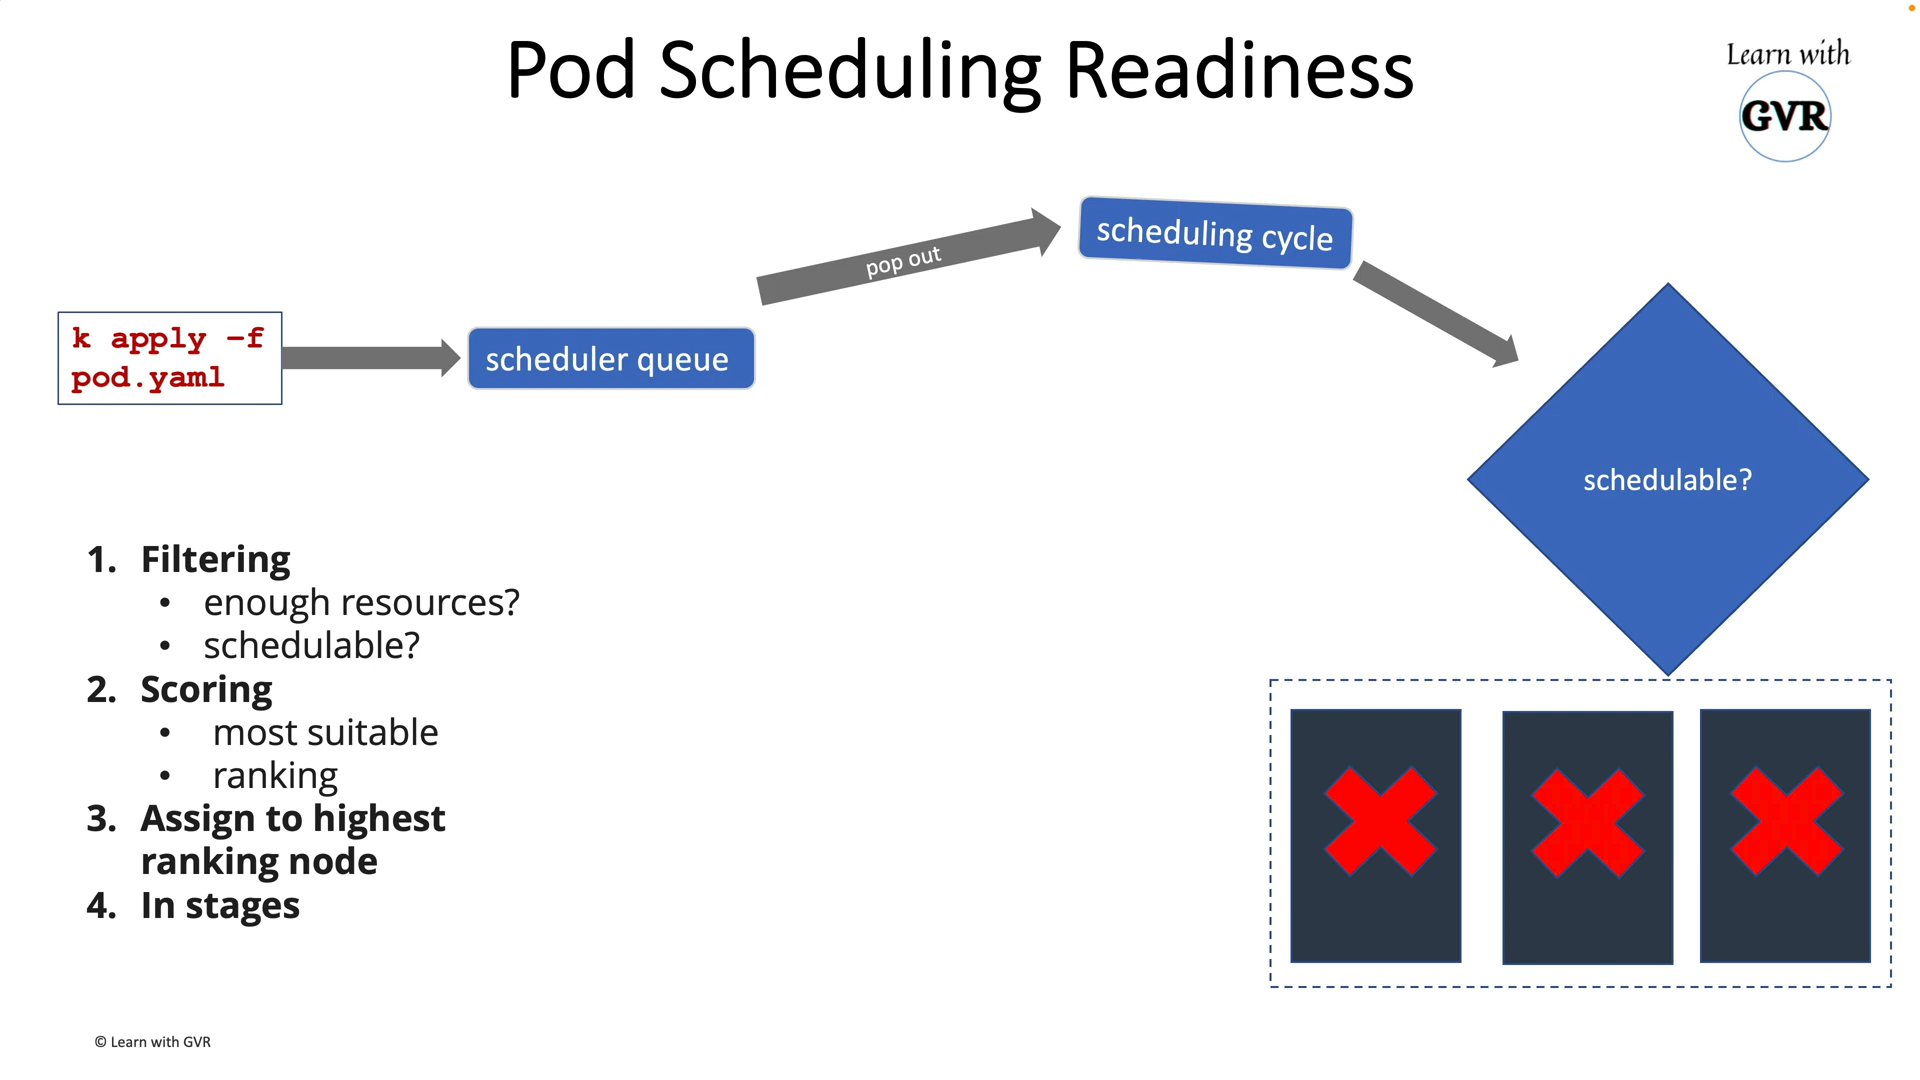 Pod Scheduling Readiness
Learn with
GVR
scheduling cycle
pop out
k apply –f
pod.yaml
scheduler queue
schedulable?
1. Filtering
• enough resources?
• schedulable?
2. Scoring
• most suitable
• ranking
3. Assign to highest
ranking node
4. In stages
© Learn with GVR